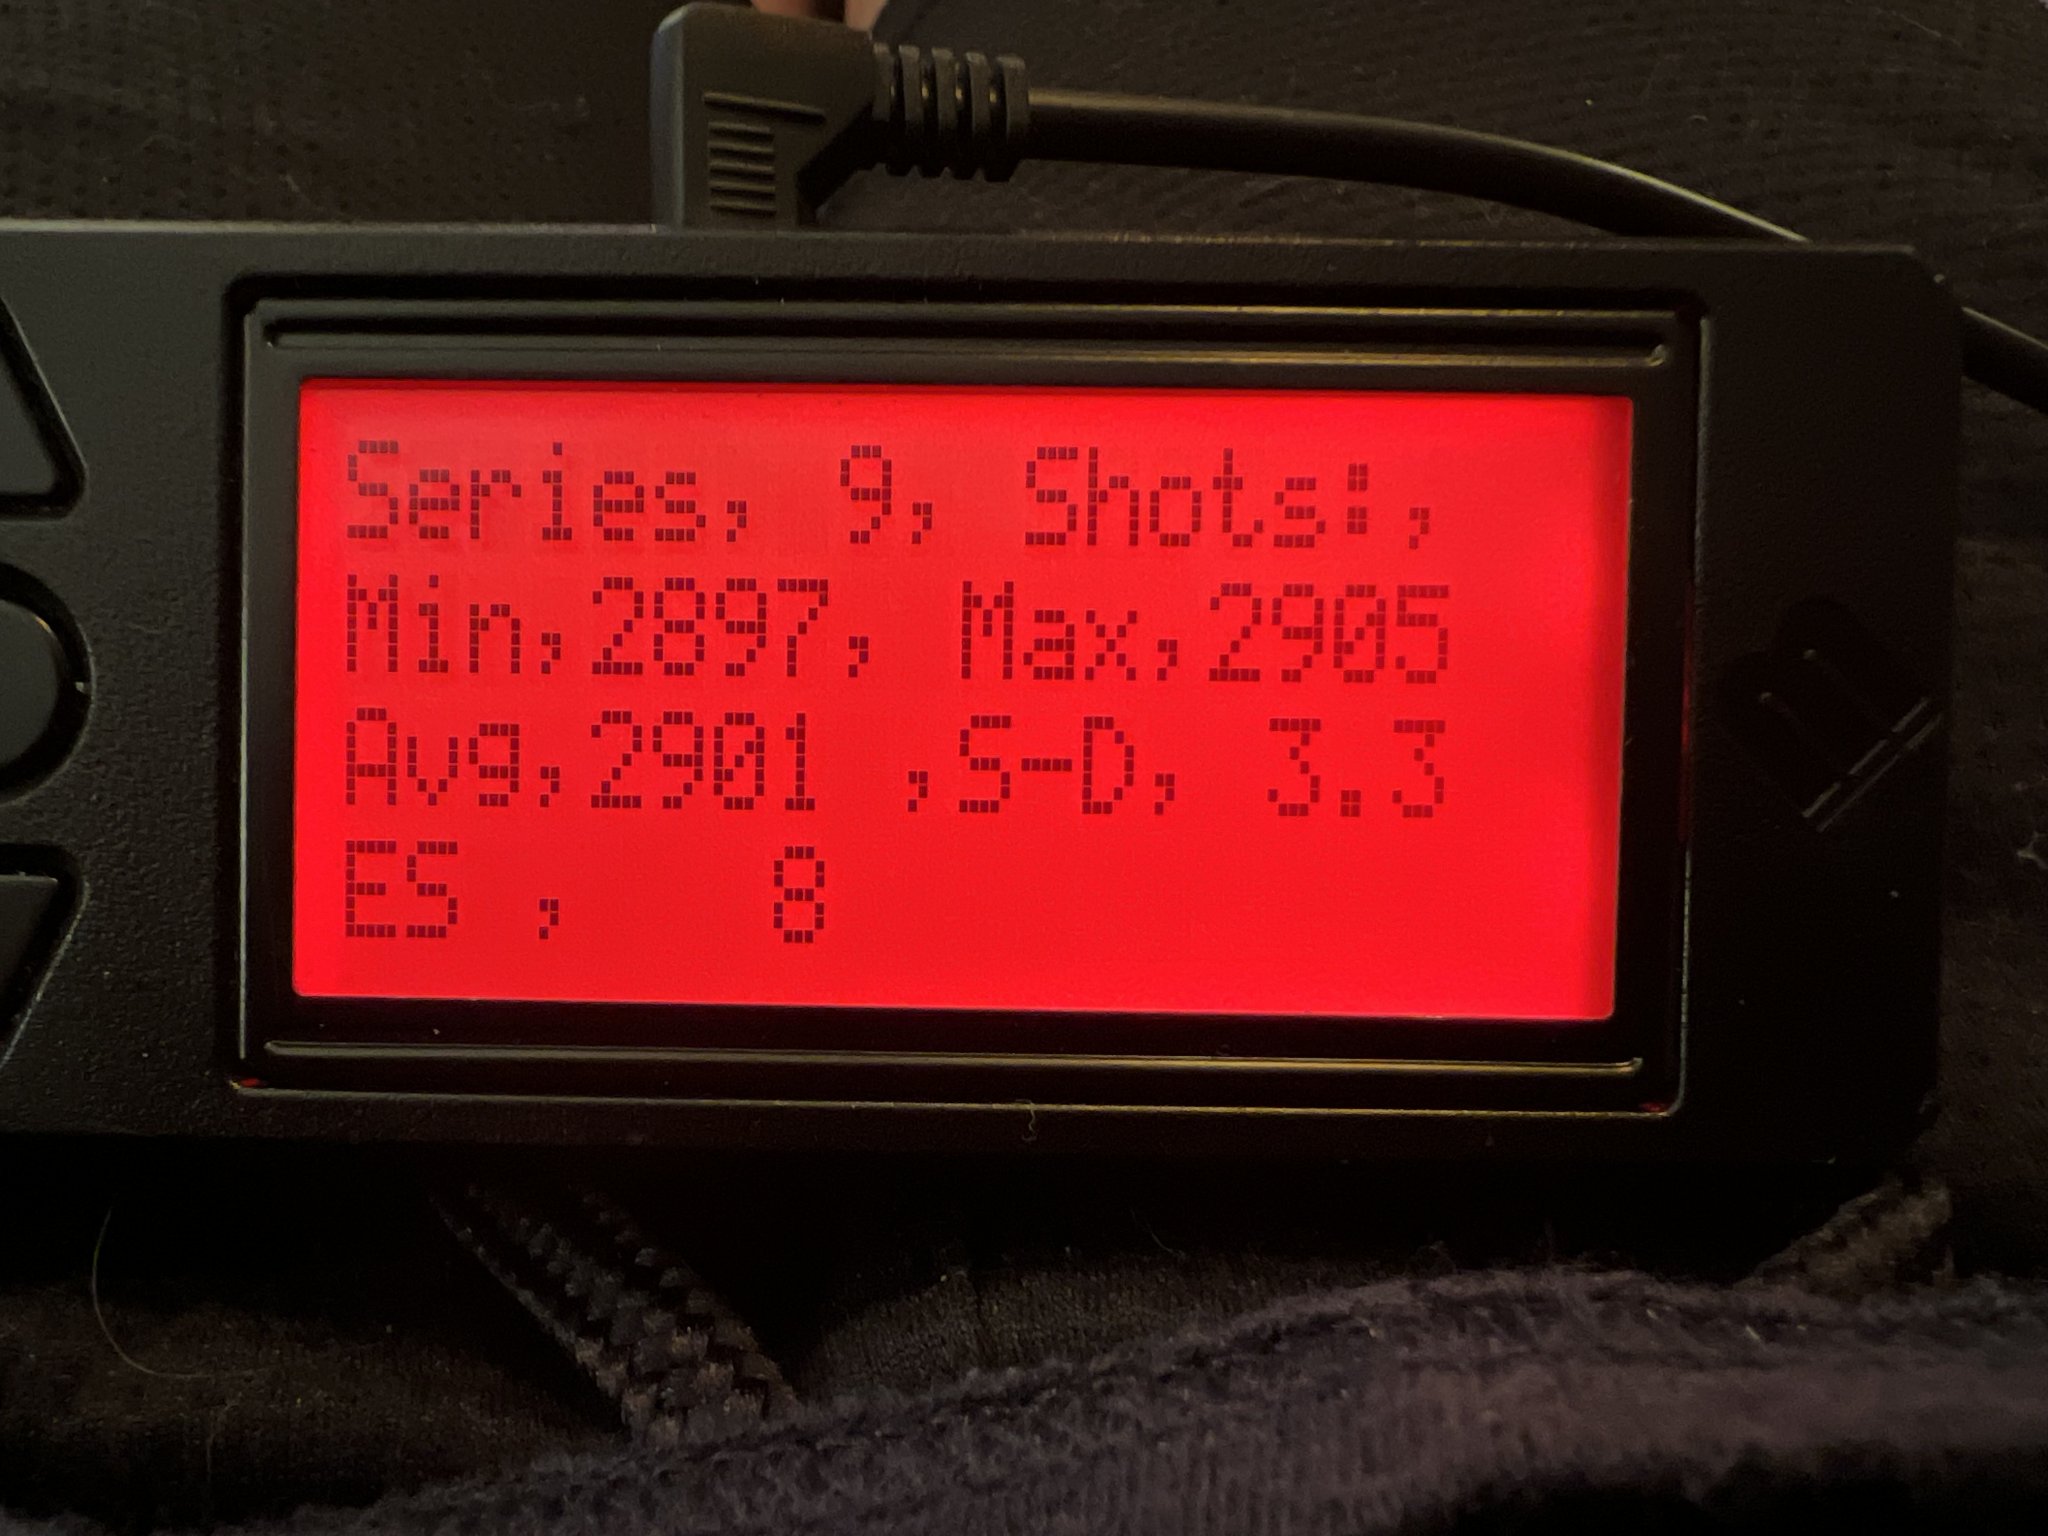 Series, 9, Shots:,
Min,2897, Max,2905
Avg,2901 ,S-D, 3.3
ES , 8